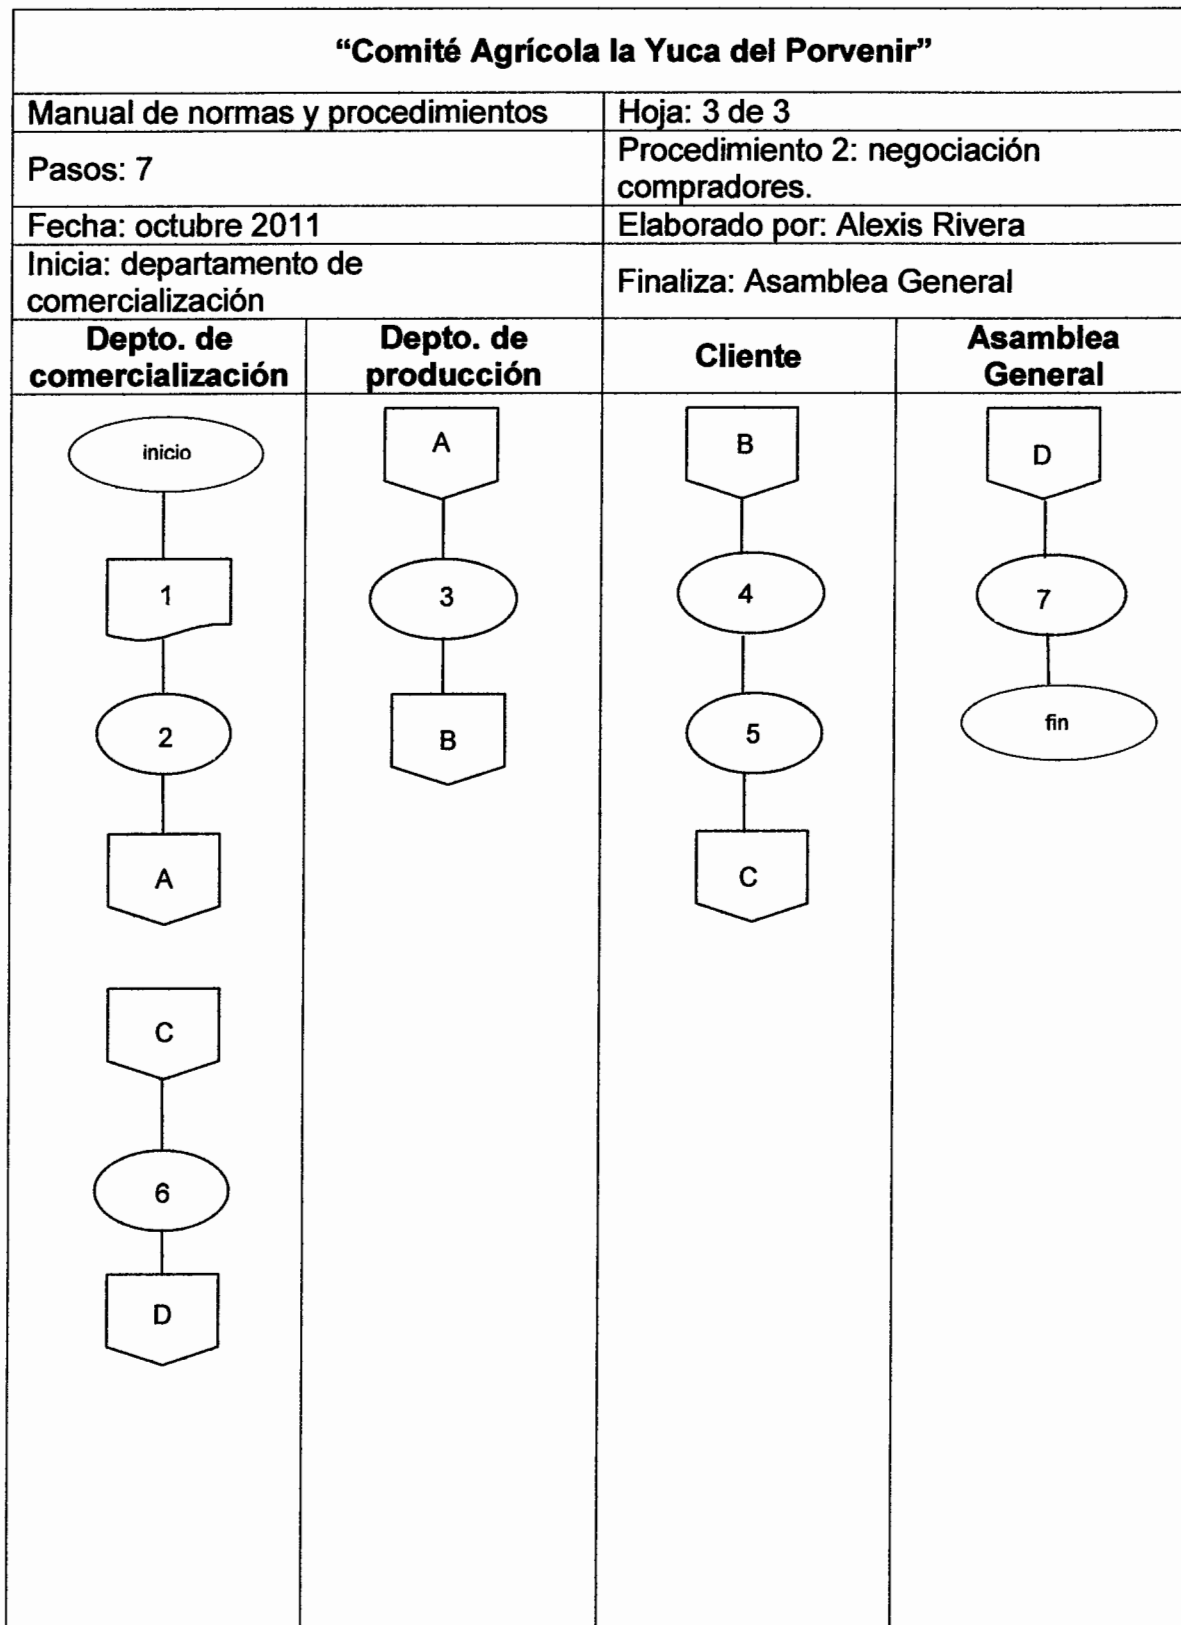 “Comité Agrícola la Yuca del Porvenir”
Manual de normas y procedimientos
Hoja: 3 de 3
Pasos: 7
Procedimiento 2: negociación
compradores.
Fecha: octubre 2011
Elaborado por: Alexis Rivera
Inicia: departamento de
comercialización
Finaliza: Asamblea General
Depto. de
comercialización
Depto. de
producción
Cliente
Asamblea
General
inicio
1
2
A
C
6
D
A
3
B
B
4
5
C
D
7
fin